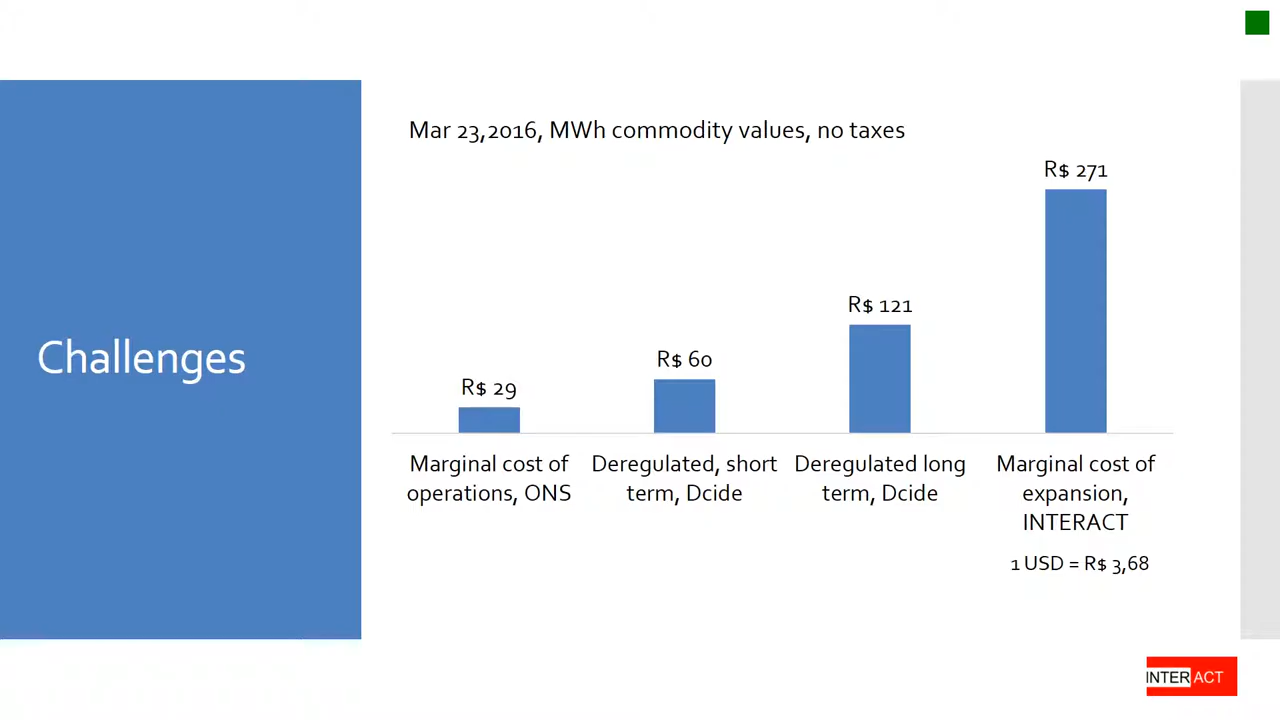 Challenges
Mar 23,2016, MWh commodity values, no taxes
R$ 29
R$ 60
R$ 121
R$ 271
Marginal cost of
operations, ONS
Deregulated, short
term, Dcide
Deregulated long
term, Dcide
Marginal cost of
expansion,
INTERACT
1 USD = R$ 3,68
INTERACT